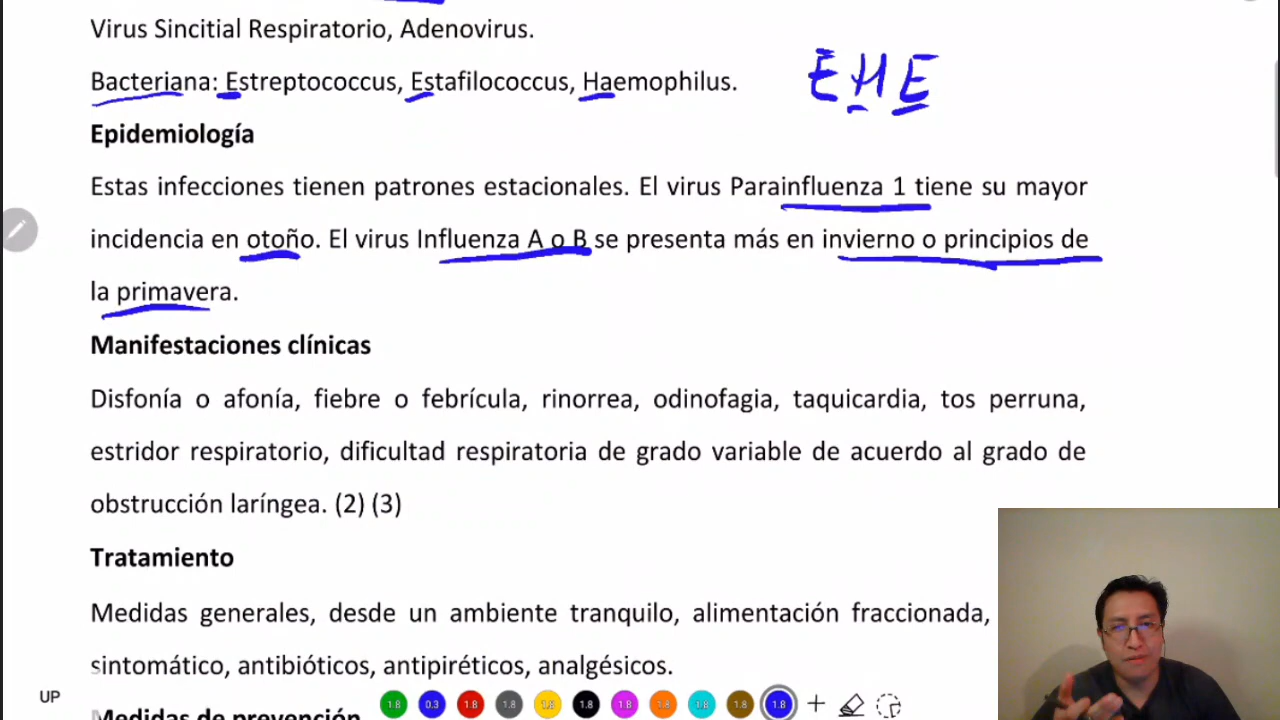 Virus Sincitial Respiratorio, Adenovirus.
Bacteriana: Estreptococcus, Estafilococcus, Haemophilus.
EHE
Epidemiología
Estas infecciones tienen patrones estacionales. El virus Parainfluenza 1 tiene su mayor
incidencia en otoño. El virus Influenza A o B se presenta más en invierno o principios de
la primavera.
Manifestaciones clínicas
Disfonía o afonía, fiebre o febrícula, rinorrea, odinofagia, taquicardia, tos perruna,
estridor respiratorio, dificultad respiratoria de grado variable de acuerdo al grado de
obstrucción laríngea. (2) (3)
Tratamiento
Medidas generales, desde un ambiente tranquilo, alimentación fraccionada,
sintomático, antibióticos, antipiréticos, analgésicos.
UP
1.8 0.3 1.8 1.8 1.8 1.8 1.8 1.8 1.8 1.8 1.8
Medidas de prevención